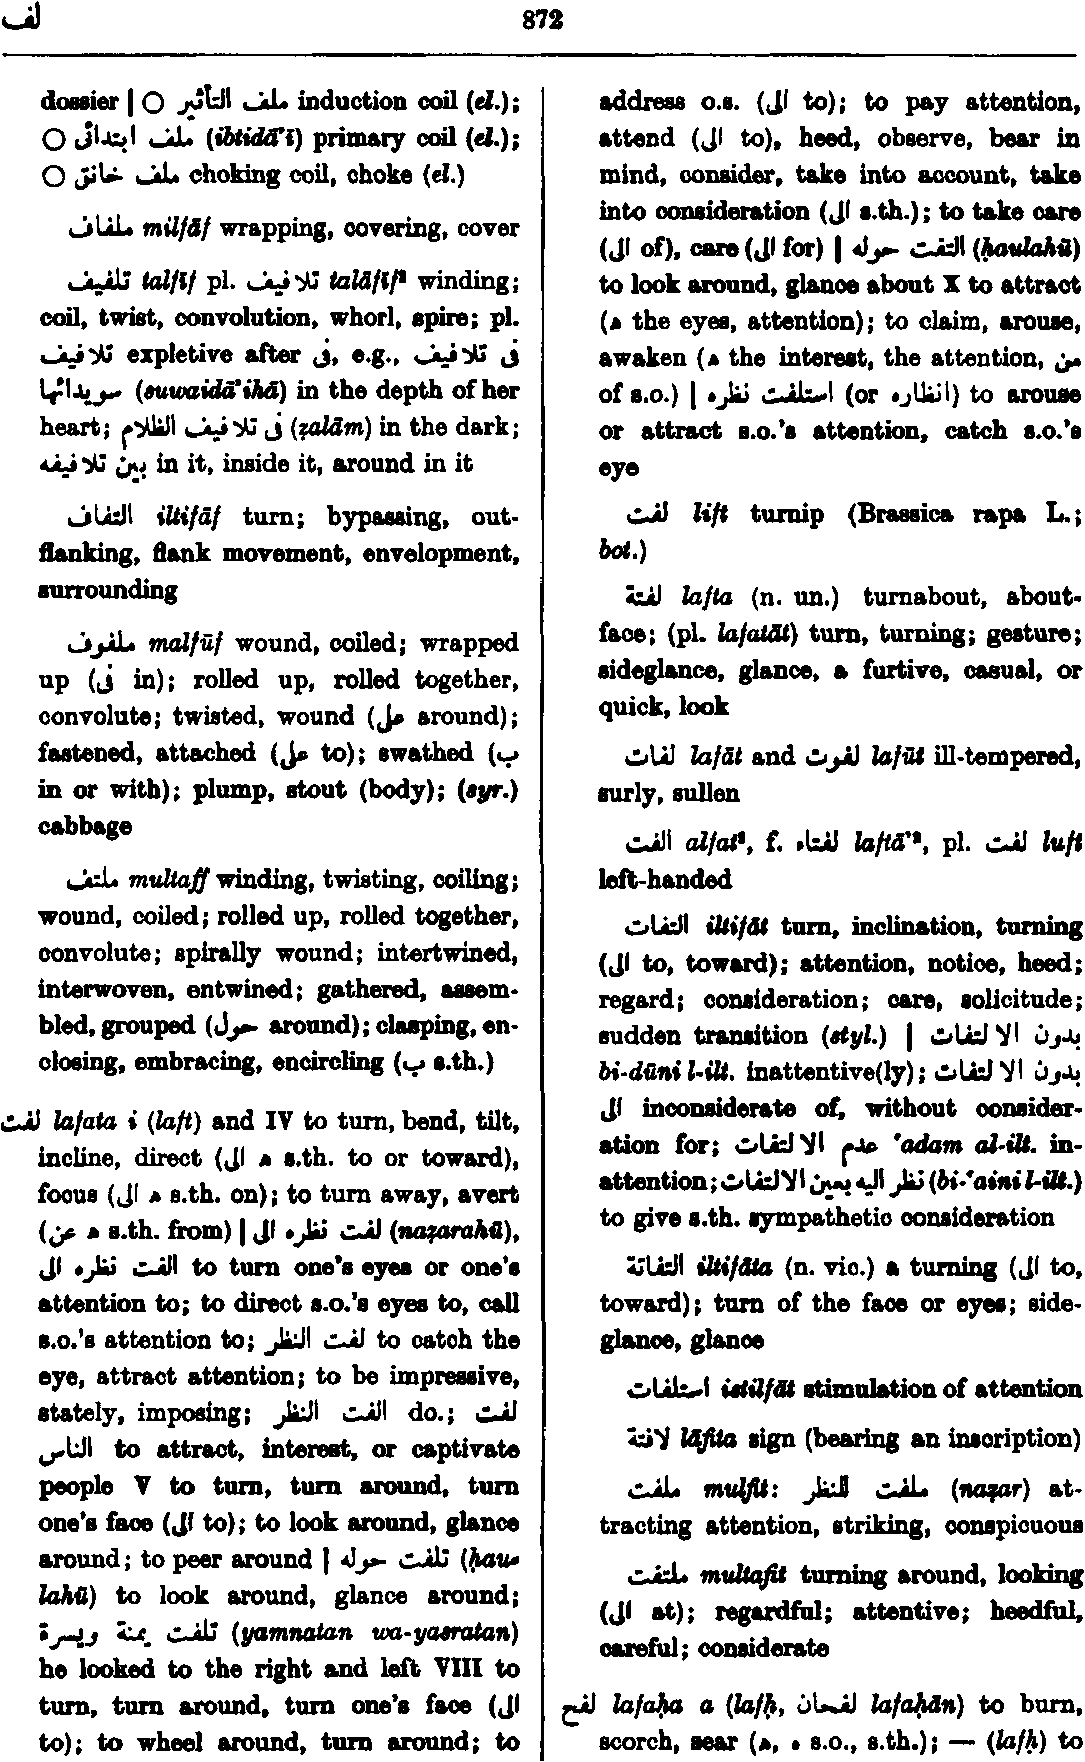 لف
872
dossier | ○ ملف التأثير induction coil (el.);
○ ملف ابتدائى (ibtidā'ī) primary coil (el.);
○ ملف خانق choking coil, choke (el.)
ملفاف milfāf wrapping, covering, cover
تلفيف talfīf pl. تلافيف talāfīf² winding;
coil, twist, convolution, whorl, spire; pl.
تلافيف expletive after فى, e.g., فى تلافيف
سويدائها (suwaidā'ihā) in the depth of her
heart; فى تلافيف الظلام (ẓalām) in the dark;
بين تلافيفه in it, inside it, around in it
التفاف iltifāf turn; bypassing, out-
flanking, flank movement, envelopment,
surrounding
ملفوف malfūf wound, coiled; wrapped
up (فى in); rolled up, rolled together,
convolute; twisted, wound (على around);
fastened, attached (على to); swathed (ب
in or with); plump, stout (body); (syr.)
cabbage
ملتف multaff winding, twisting, coiling;
wound, coiled; rolled up, rolled together,
convolute; spirally wound; intertwined,
interwoven, entwined; gathered, assem-
bled, grouped (حول around); clasping, en-
closing, embracing, encircling (ب s.th.)
لفت lafata i (laft) and IV to turn, bend, tilt,
incline, direct (الى ه s.th. to or toward),
focus (الى ه s.th. on); to turn away, avert
(عن ه s.th. from) | لفت نظره الى (naẓarahū),
الفت نظره الى to turn one's eyes or one's
attention to; to direct s.o.'s eyes to, call
s.o.'s attention to; لفت النظر to catch the
eye, attract attention; to be impressive,
stately, imposing; الفت النظر do.; لفت
الناس to attract, interest, or captivate
people V to turn, turn around, turn
one's face (الى to); to look around, glance
around; to peer around | تلفت حوله (ḥau-
lahū) to look around, glance around;
تلفت يمنة ويسرة (yamnatan wa-yasratan)
he looked to the right and left VIII to
turn, turn around, turn one's face (الى
to); to wheel around, turn around; to
address o.s. (الى to); to pay attention,
attend (الى to), heed, observe, bear in
mind, consider, take into account, take
into consideration (الى s.th.); to take care
(الى of), care (الى for) | التفت حوله (ḥaulahū)
to look around, glance about X to attract
(ه the eyes, attention); to claim, arouse,
awaken (ه the interest, the attention, من
of s.o.) | استلفت نظره (or انظاره) to arouse
or attract s.o.'s attention, catch s.o.'s
eye
لفت lift turnip (Brassica rapa L.;
bot.)
لفتة lafta (n. un.) turnabout, about-
face; (pl. lafatāt) turn, turning; gesture;
sideglance, glance, a furtive, casual, or
quick, look
لفات lafāt and لفوت lafūt ill-tempered,
surly, sullen
الفت alfat², f. لفتاء laftā'², pl. لفت luft
left-handed
التفات iltifāt turn, inclination, turning
(الى to, toward); attention, notice, heed;
regard; consideration; care, solicitude;
sudden transition (styl.) | بدون الالتفات
bi-dūni l-ilt. inattentive(ly); بدون الالتفات
الى inconsiderate of, without consider-
ation for; عدم الالتفات 'adam al-ilt. in-
attention; نظر اليه بعين الالتفات (bi-'aini l-ilt.)
to give s.th. sympathetic consideration
التفاتة iltifāta (n. vic.) a turning (الى to,
toward); turn of the face or eyes; side-
glance, glance
استلفات istilfāt stimulation of attention
لافتة lāfita sign (bearing an inscription)
ملفت mulfit: ملفت للنظر (naẓar) at-
tracting attention, striking, conspicuous
ملتفت multafit turning around, looking
(الى at); regardful; attentive; heedful,
careful; considerate
لفح lafaḥa a (lafḥ, لفحان lafaḥān) to burn,
scorch, sear (ه, ه s.o., s.th.); — (lafḥ) to